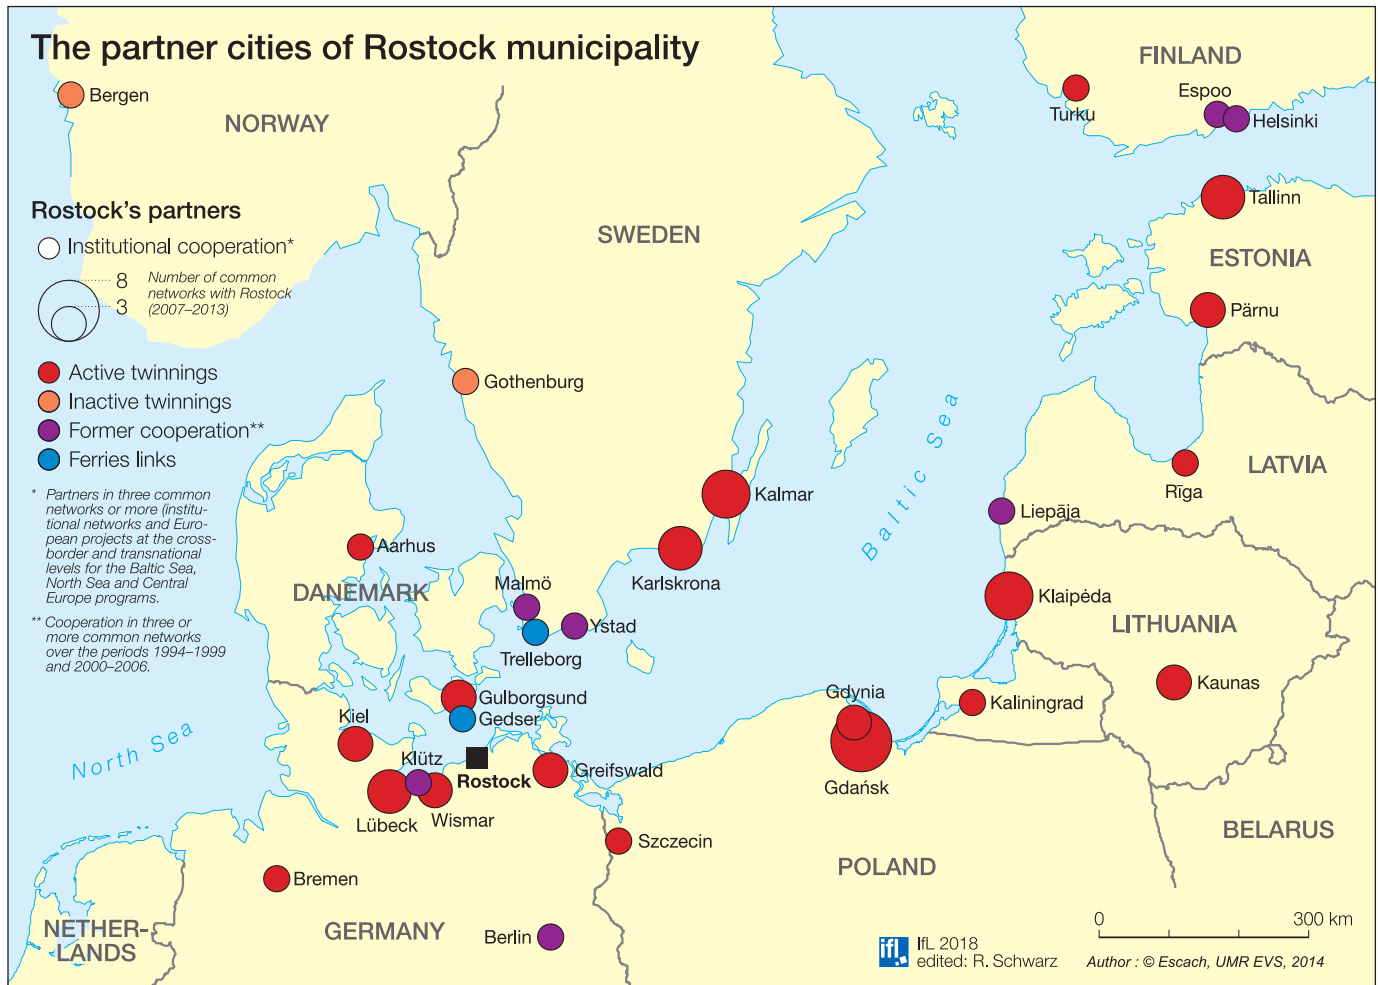 The partner cities of Rostock municipality
Bergen
NORWAY
FINLAND
Turku
Espoo
Helsinki
Rostock's partners
Institutional cooperation*
8
3
Number of common
networks with Rostock
(2007–2013)
Active twinnings
Inactive twinnings
Former cooperation**
Ferries links
* Partners in three common
networks or more (institu-
tional networks and Euro-
pean projects at the cross-
border and transnational
levels for the Baltic Sea,
North Sea and Central
Europe programs.
** Cooperation in three or
more common networks
over the periods 1994–1999
and 2000–2006.
SWEDEN
Tallinn
ESTONIA
Pärnu
Gothenburg
Baltic Sea
LATVIA
Rīga
Liepāja
Kalmar
Karlskrona
Aarhus
DANEMARK
Malmö
Ystad
Trelleborg
Klaipėda
LITHUANIA
Kaunas
Gulborgsund
Gedser
Kiel
Klütz
Rostock
Greifswald
Lübeck
Wismar
Gdynia
Gdańsk
Kaliningrad
North Sea
Szczecin
BELARUS
POLAND
Bremen
GERMANY
Berlin
NETHER-
LANDS
0 300 km
ifl
IfL 2018
edited: R. Schwarz
Author : © Escach, UMR EVS, 2014